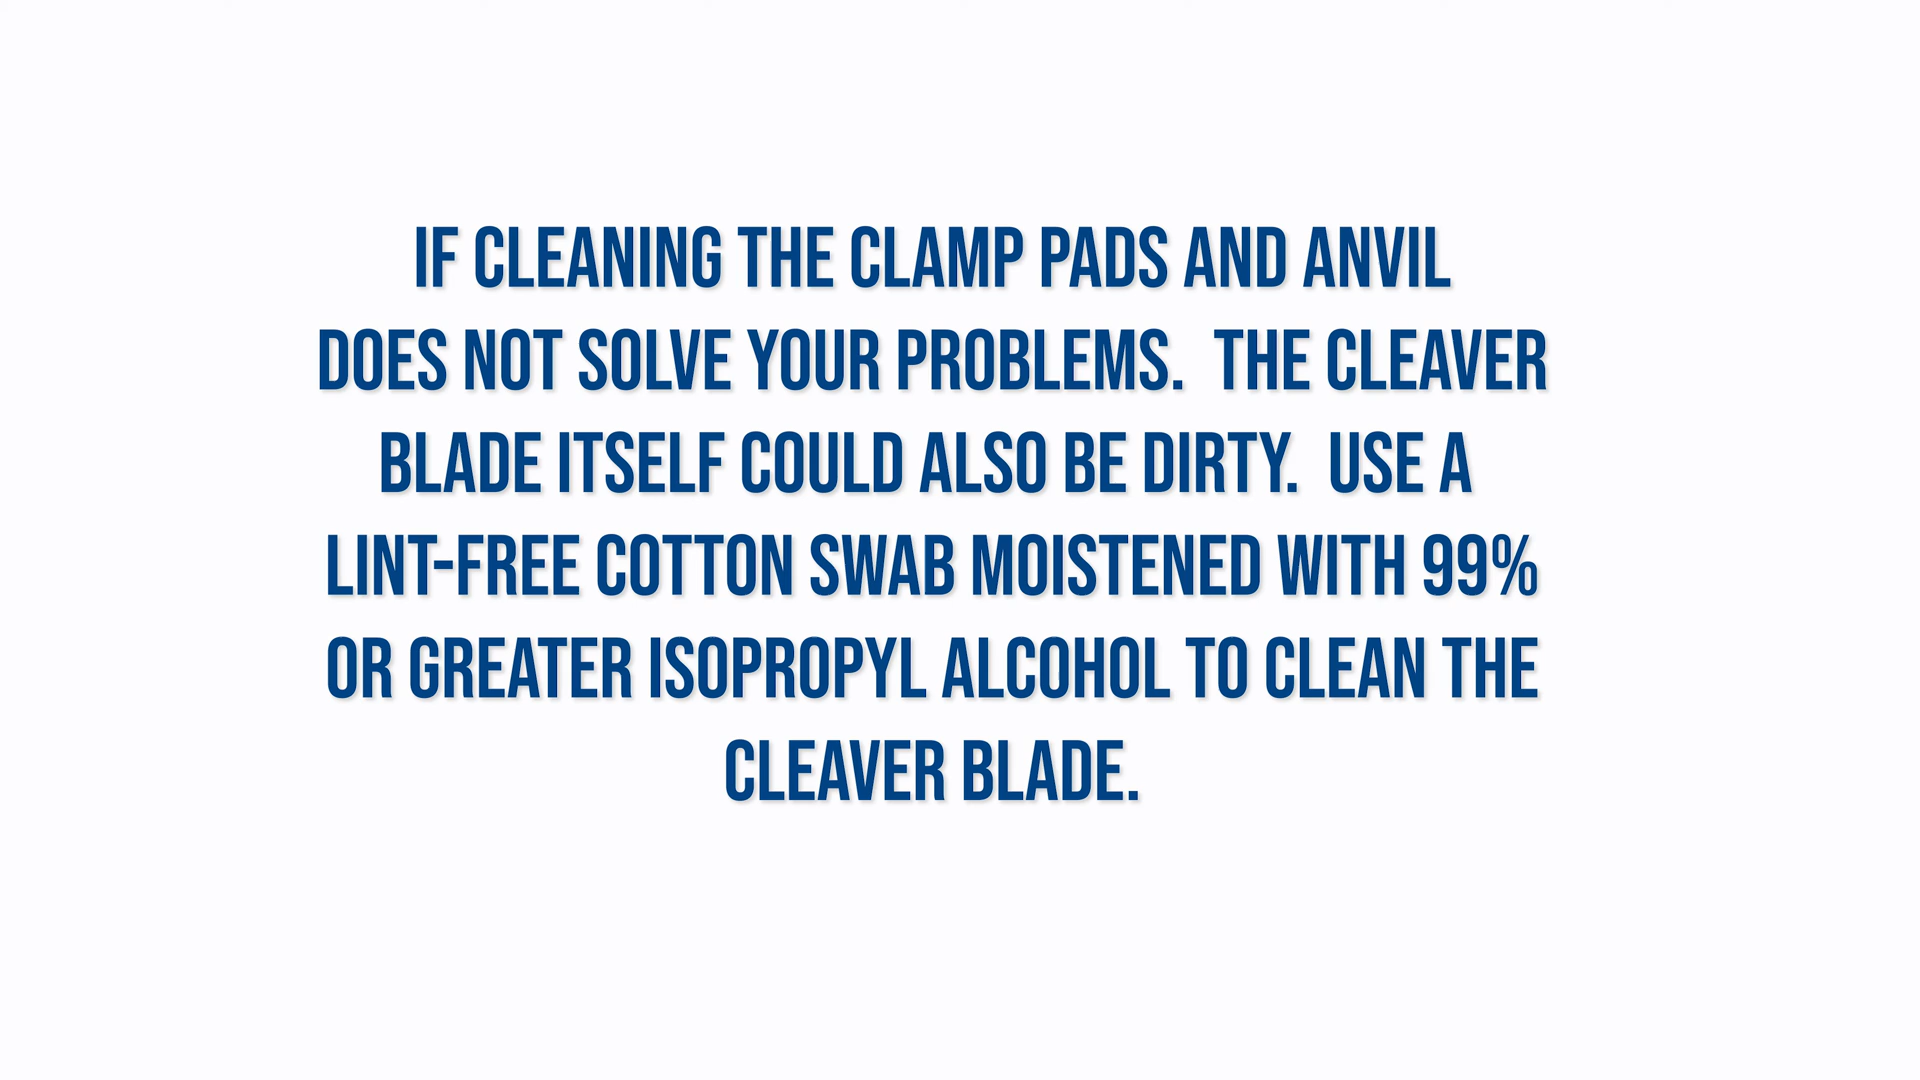 IF CLEANING THE CLAMP PADS AND ANVIL
DOES NOT SOLVE YOUR PROBLEMS.  THE CLEAVER
BLADE ITSELF COULD ALSO BE DIRTY.  USE A
LINT-FREE COTTON SWAB MOISTENED WITH 99%
OR GREATER ISOPROPYL ALCOHOL TO CLEAN THE
CLEAVER BLADE.